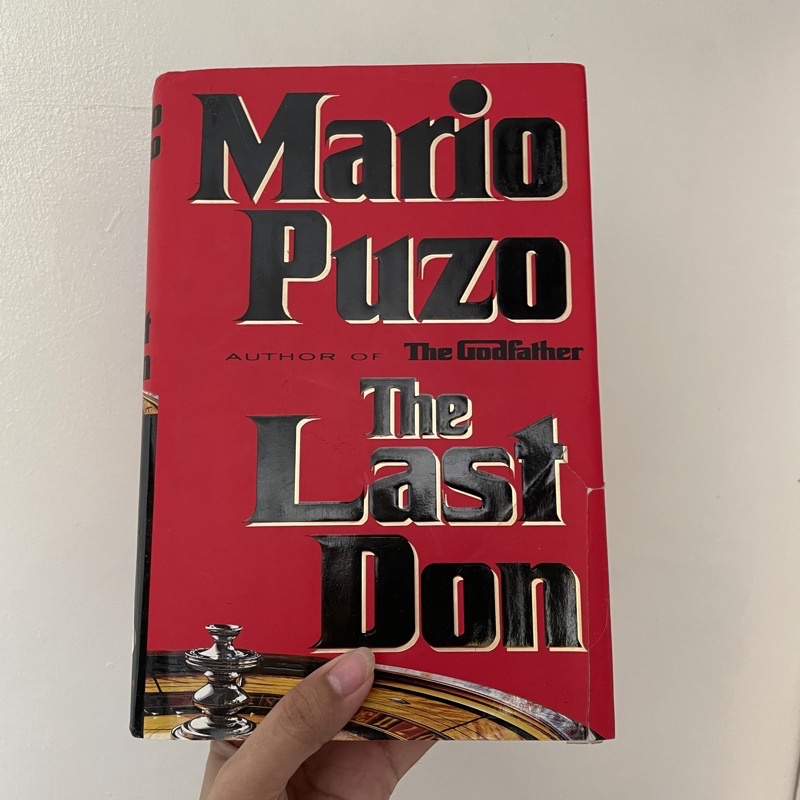 Mario
Puzo
AUTHOR OF The Godfather
The
Last
Don